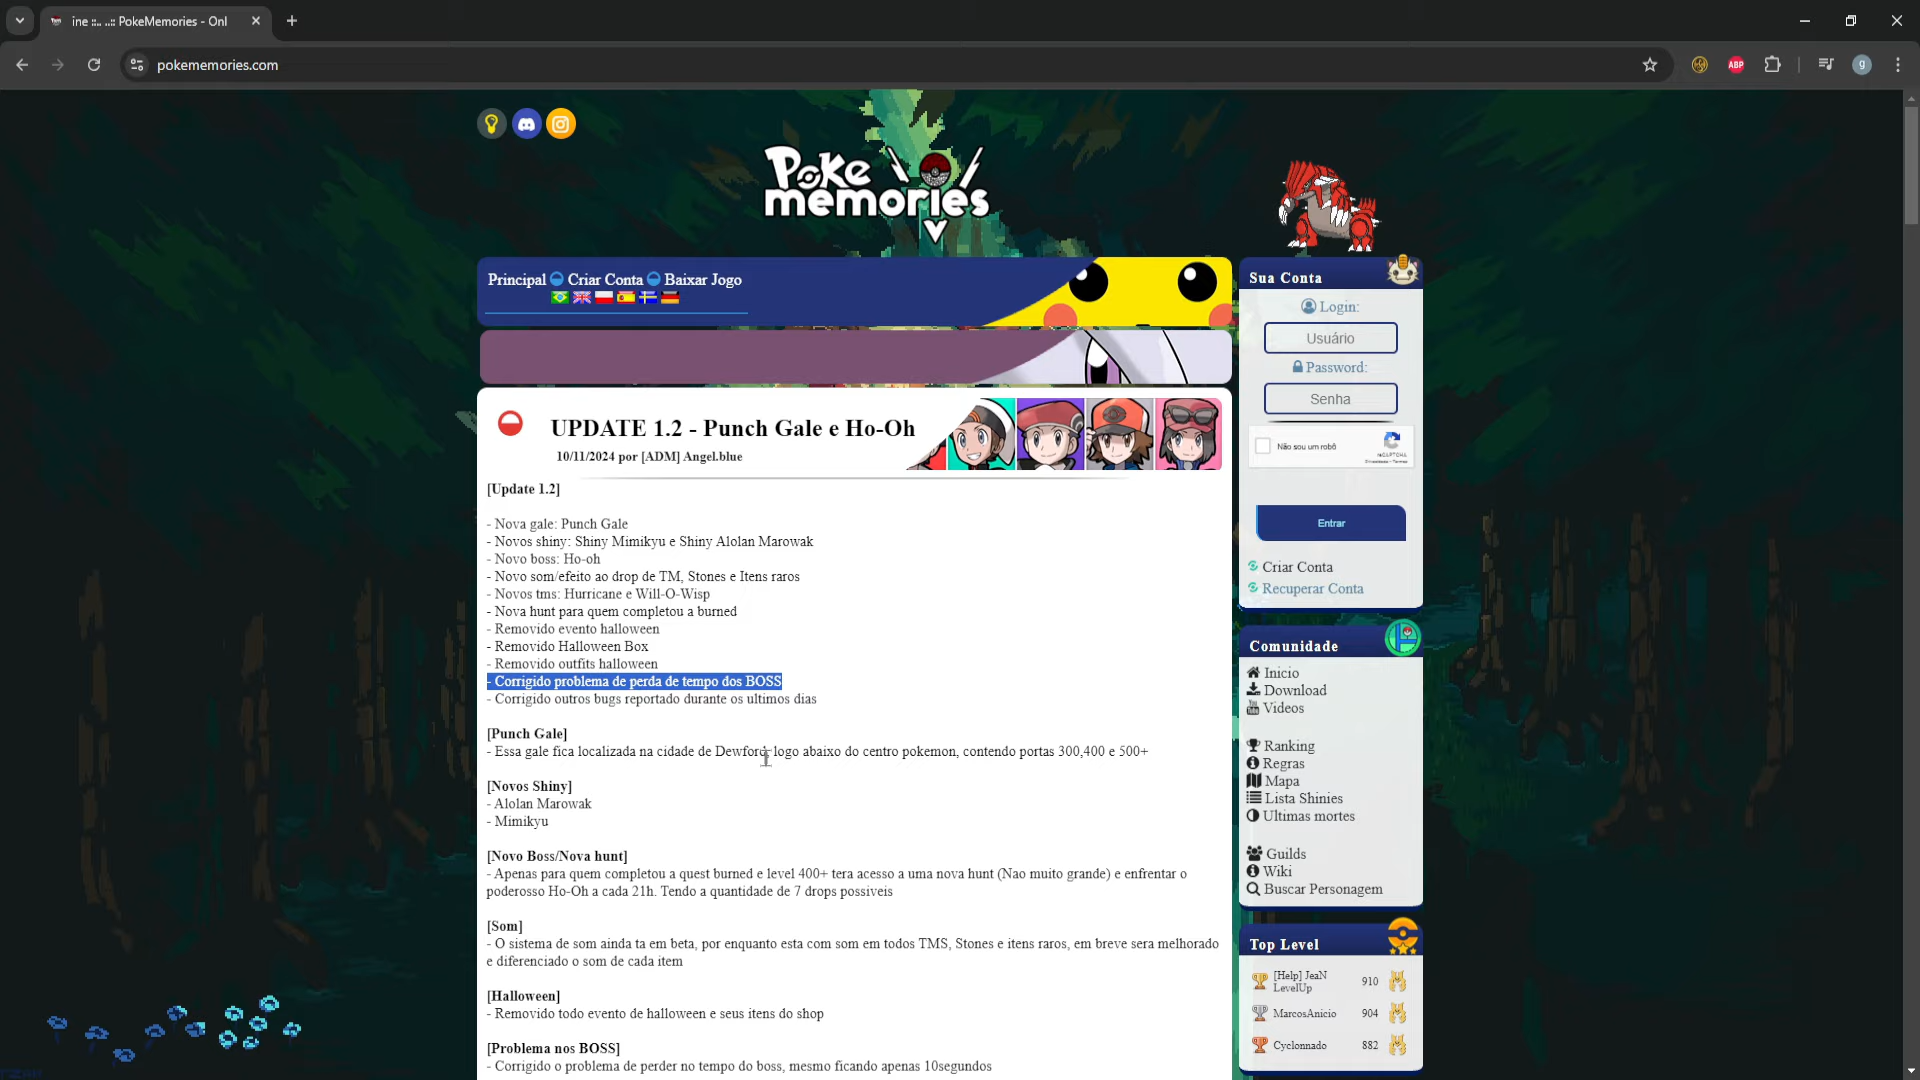 ine ::.. ..:: PokeMemories - Onl
pokememories.com
ABP
g
Poke
memories
Principal Criar Conta Baixar Jogo
UPDATE 1.2 - Punch Gale e Ho-Oh
10/11/2024 por [ADM] Angel.blue
[Update 1.2]
- Nova gale: Punch Gale
- Novos shiny: Shiny Mimikyu e Shiny Alolan Marowak
- Novo boss: Ho-oh
- Novo som/efeito ao drop de TM, Stones e Itens raros
- Novos tms: Hurricane e Will-O-Wisp
- Nova hunt para quem completou a burned
- Removido evento halloween
- Removido Halloween Box
- Removido outfits halloween
- Corrigido problema de perda de tempo dos BOSS
- Corrigido outros bugs reportado durante os ultimos dias
[Punch Gale]
- Essa gale fica localizada na cidade de Dewford, logo abaixo do centro pokemon, contendo portas 300,400 e 500+
[Novos Shiny]
- Alolan Marowak
- Mimikyu
[Novo Boss/Nova hunt]
- Apenas para quem completou a quest burned e level 400+ tera acesso a uma nova hunt (Nao muito grande) e enfrentar o
poderosso Ho-Oh a cada 21h. Tendo a quantidade de 7 drops possiveis
[Som]
- O sistema de som ainda ta em beta, por enquanto esta com som em todos TMS, Stones e itens raros, em breve sera melhorado
e diferenciado o som de cada item
[Halloween]
- Removido todo evento de halloween e seus itens do shop
[Problema nos BOSS]
- Corrigido o problema de perder no tempo do boss, mesmo ficando apenas 10segundos
Sua Conta
Login:
Usuário
Password:
Senha
Não sou um robô
reCAPTCHA
Entrar
Criar Conta
Recuperar Conta
Comunidade
Inicio
Download
Videos
Ranking
Regras
Mapa
Lista Shinies
Ultimas mortes
Guilds
Wiki
Buscar Personagem
Top Level
[Help] JeaN
LevelUp
910
MarcosAnicio 904
Cyclonnado 882